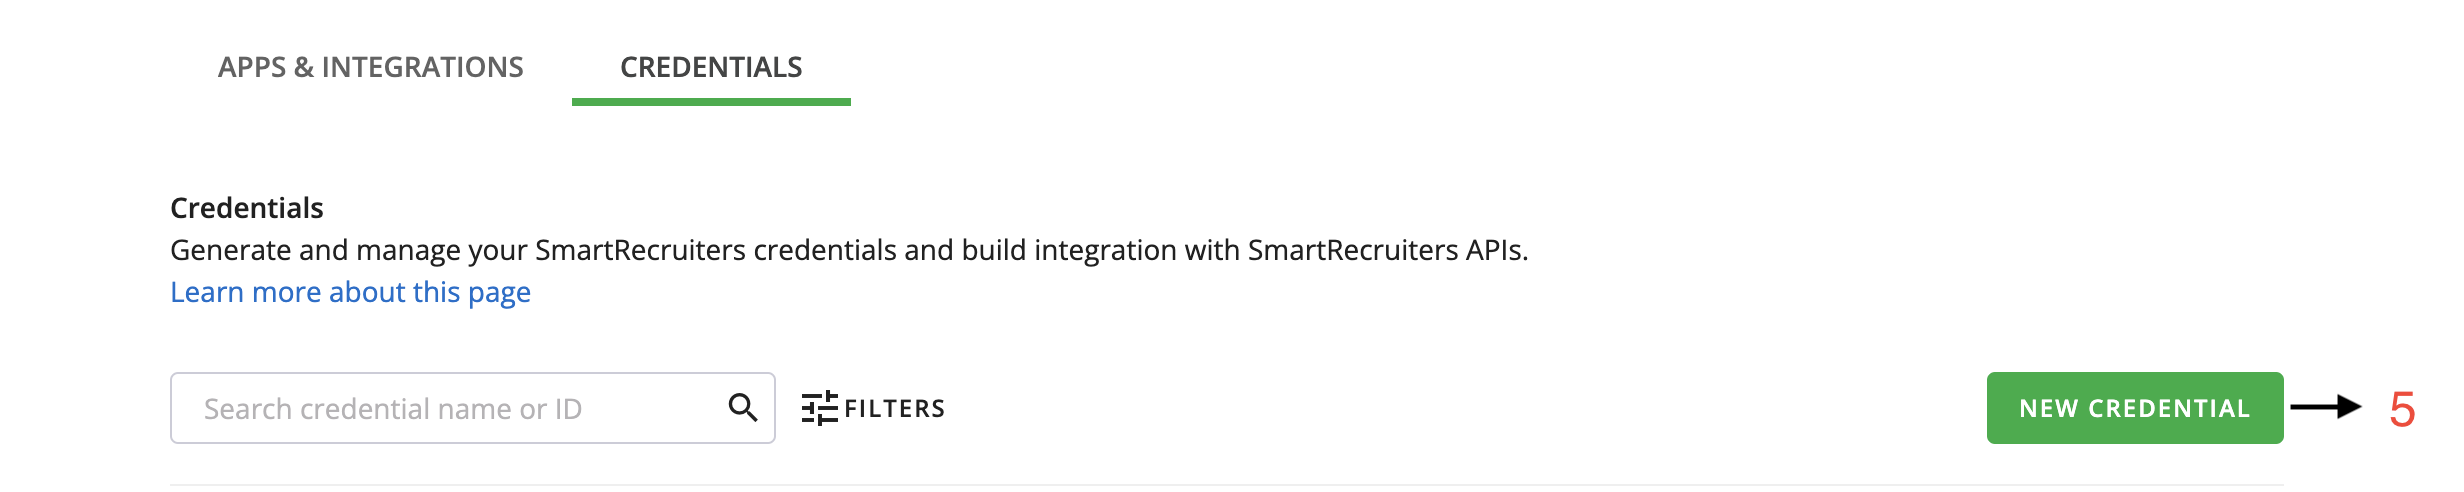 APPS & INTEGRATIONS CREDENTIALS
Credentials
Generate and manage your SmartRecruiters credentials and build integration with SmartRecruiters APIs.
Learn more about this page
Search credential name or ID FILTERS NEW CREDENTIAL 5